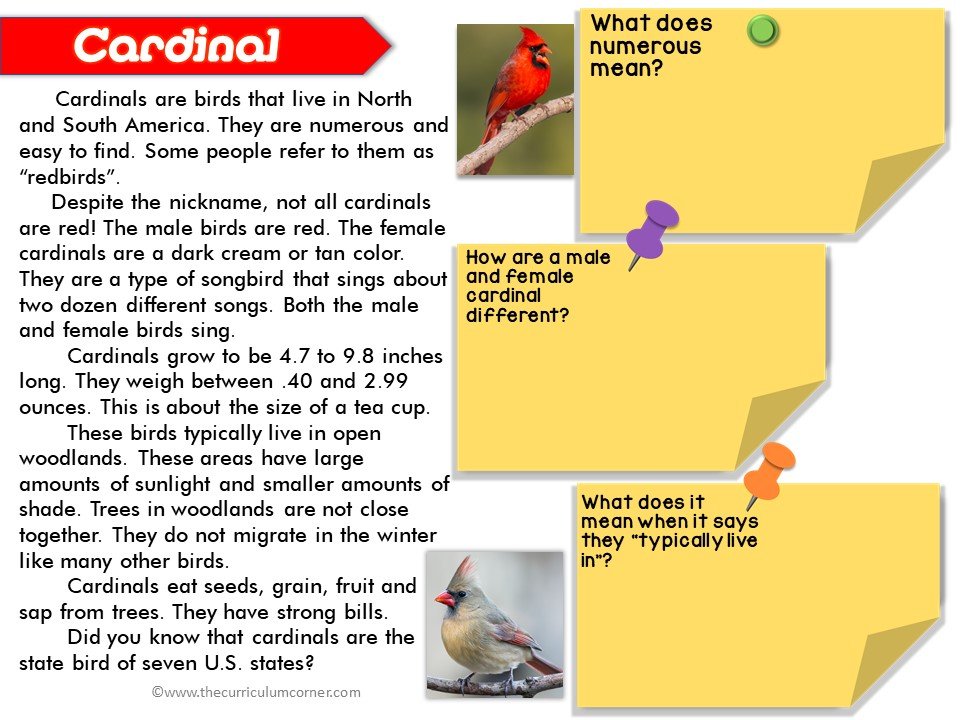 Cardinal
Cardinals are birds that live in North
and South America. They are numerous and
easy to find. Some people refer to them as
“redbirds”.
Despite the nickname, not all cardinals
are red! The male birds are red. The female
cardinals are a dark cream or tan color.
They are a type of songbird that sings about
two dozen different songs. Both the male
and female birds sing.
Cardinals grow to be 4.7 to 9.8 inches
long. They weigh between .40 and 2.99
ounces. This is about the size of a tea cup.
These birds typically live in open
woodlands. These areas have large
amounts of sunlight and smaller amounts of
shade. Trees in woodlands are not close
together. They do not migrate in the winter
like many other birds.
Cardinals eat seeds, grain, fruit and
sap from trees. They have strong bills.
Did you know that cardinals are the
state bird of seven U.S. states?
©www.thecurriculumcorner.com
What does
numerous
mean?
How are a male
and female
cardinal
different?
What does it
mean when it says
they “typically live
in”?